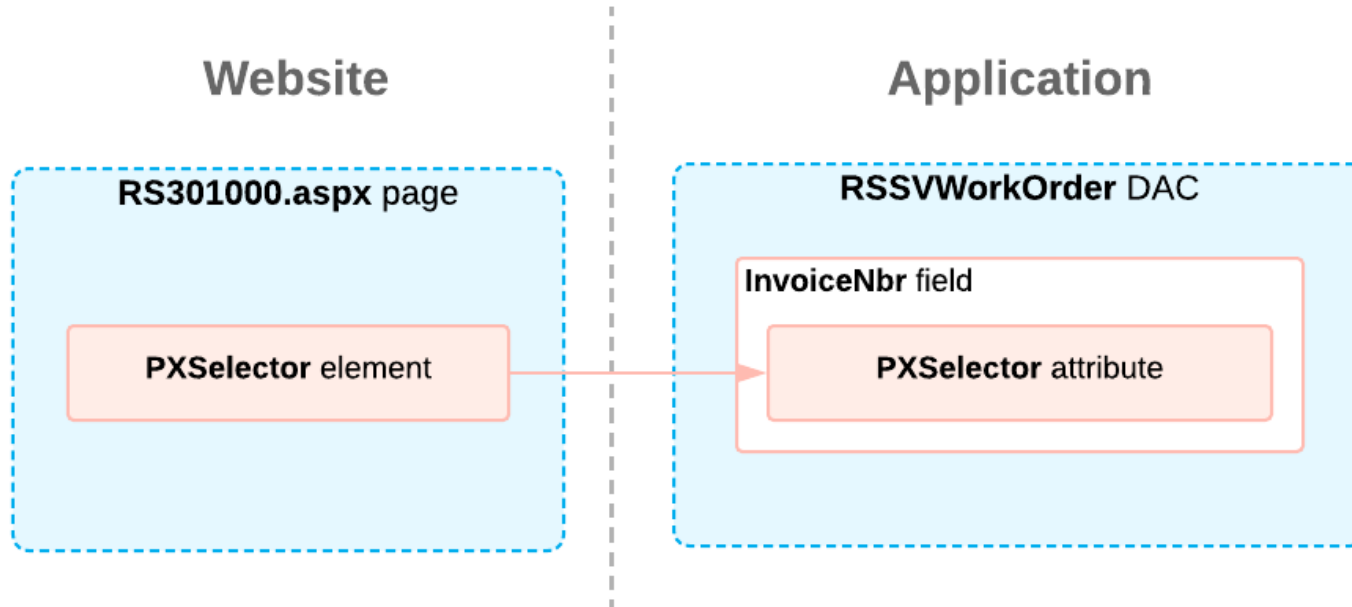 Website
Application
RS301000.aspx page
RSSVWorkOrder DAC
InvoiceNbr field
PXSelector element
PXSelector attribute